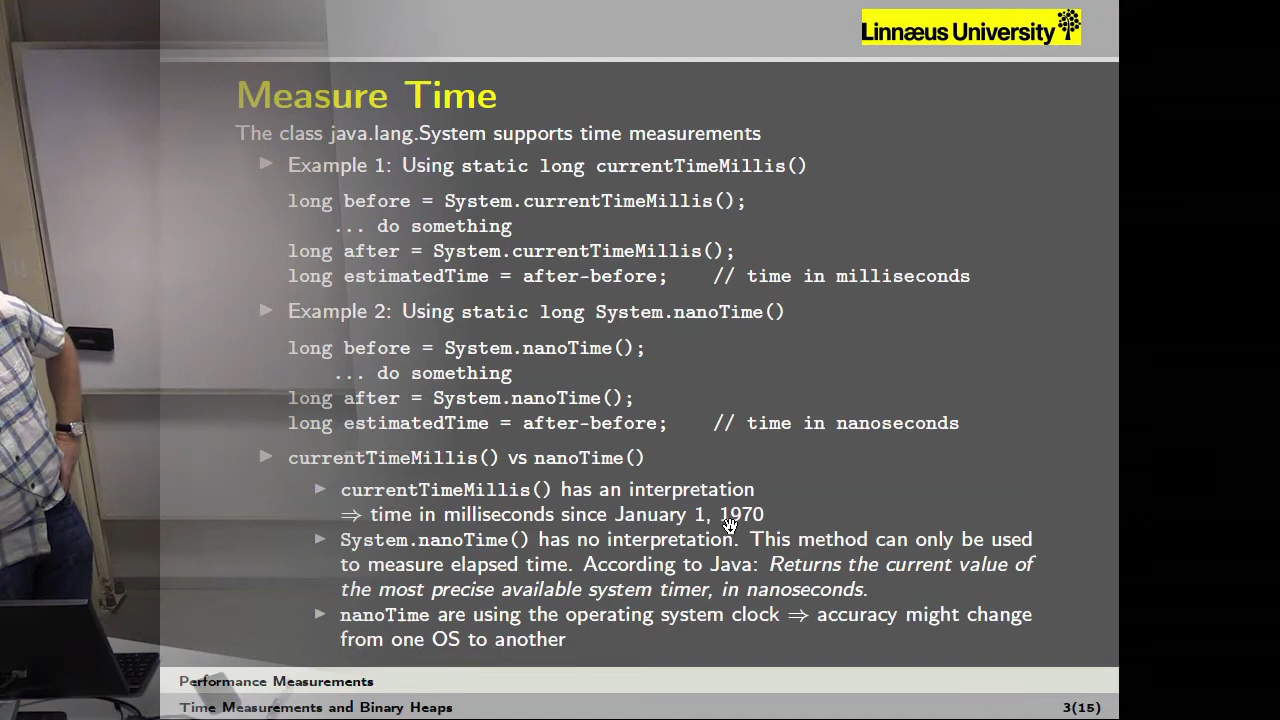 Linnæus University
Measure Time
The class java.lang.System supports time measurements
Example 1: Using static long currentTimeMillis()
long before = System.currentTimeMillis();
... do something
long after = System.currentTimeMillis();
long estimatedTime = after-before; // time in milliseconds
Example 2: Using static long System.nanoTime()
long before = System.nanoTime();
... do something
long after = System.nanoTime();
long estimatedTime = after-before; // time in nanoseconds
currentTimeMillis() vs nanoTime()
currentTimeMillis() has an interpretation
⇒ time in milliseconds since January 1, 1970
System.nanoTime() has no interpretation. This method can only be used
to measure elapsed time. According to Java: Returns the current value of
the most precise available system timer, in nanoseconds.
nanoTime are using the operating system clock ⇒ accuracy might change
from one OS to another
Performance Measurements
Time Measurements and Binary Heaps 3(15)